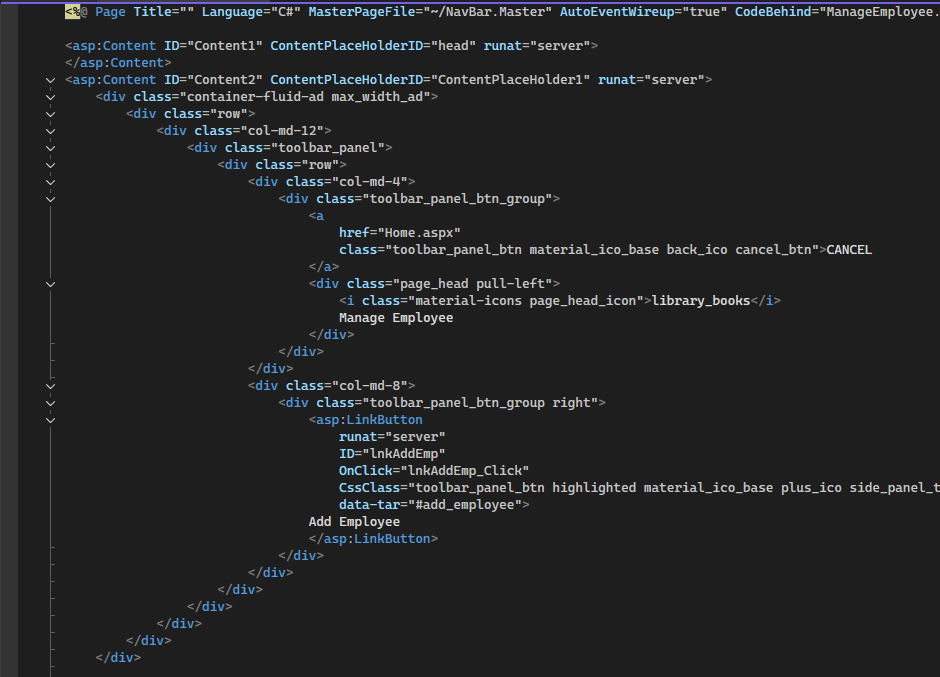 <%@ Page Title="" Language="C#" MasterPageFile="~/NavBar.Master" AutoEventWireup="true" CodeBehind="ManageEmployee.
<asp:Content ID="Content1" ContentPlaceHolderID="head" runat="server">
</asp:Content>
<asp:Content ID="Content2" ContentPlaceHolderID="ContentPlaceHolder1" runat="server">
<div class="container-fluid-ad max_width_ad">
<div class="row">
<div class="col-md-12">
<div class="toolbar_panel">
<div class="row">
<div class="col-md-4">
<div class="toolbar_panel_btn_group">
<a
href="Home.aspx"
class="toolbar_panel_btn material_ico_base back_ico cancel_btn">CANCEL
</a>
<div class="page_head pull-left">
<i class="material-icons page_head_icon">library_books</i>
Manage Employee
</div>
</div>
</div>
<div class="col-md-8">
<div class="toolbar_panel_btn_group right">
<asp:LinkButton
runat="server"
ID="lnkAddEmp"
OnClick="lnkAddEmp_Click"
CssClass="toolbar_panel_btn highlighted material_ico_base plus_ico side_panel_t
data-tar="#add_employee">
Add Employee
</asp:LinkButton>
</div>
</div>
</div>
</div>
</div>
</div>
</div>